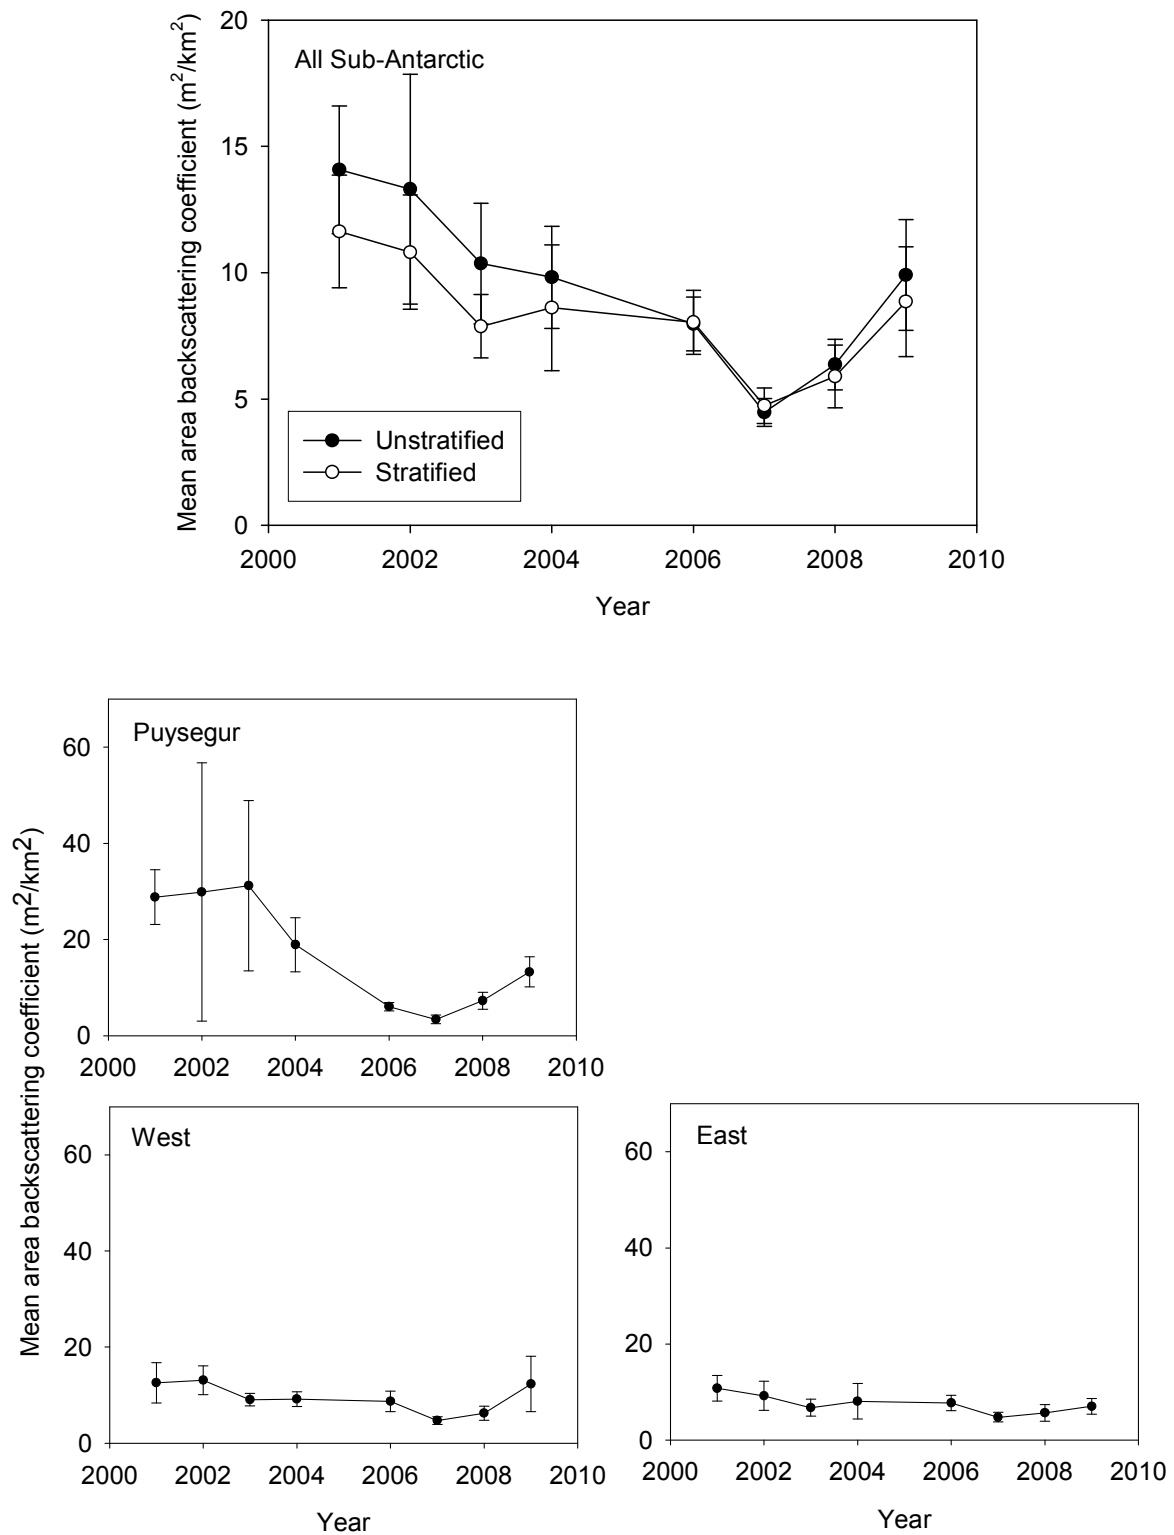 Mean area backscattering coefficient (m²/km²)
20
15
10
5
0
All Sub-Antarctic
Unstratified
Stratified
2000 2002 2004 2006 2008 2010
Year
Mean area backscattering coefficient (m2/km2)
Puysegur
60
40
20
0
2000 2002 2004 2006 2008 2010
West
60
40
20
0
2000 2002 2004 2006 2008 2010
Year
East
60
40
20
0
2000 2002 2004 2006 2008 2010
Year